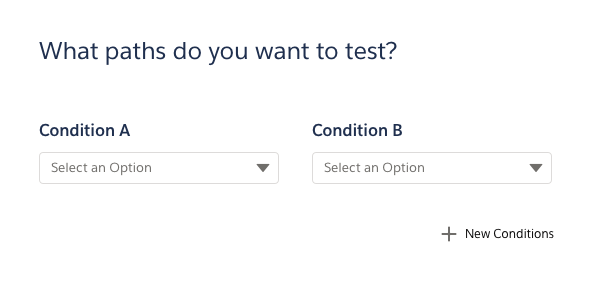 What paths do you want to test?
Condition A
Condition B
Select an Option
Select an Option
New Conditions